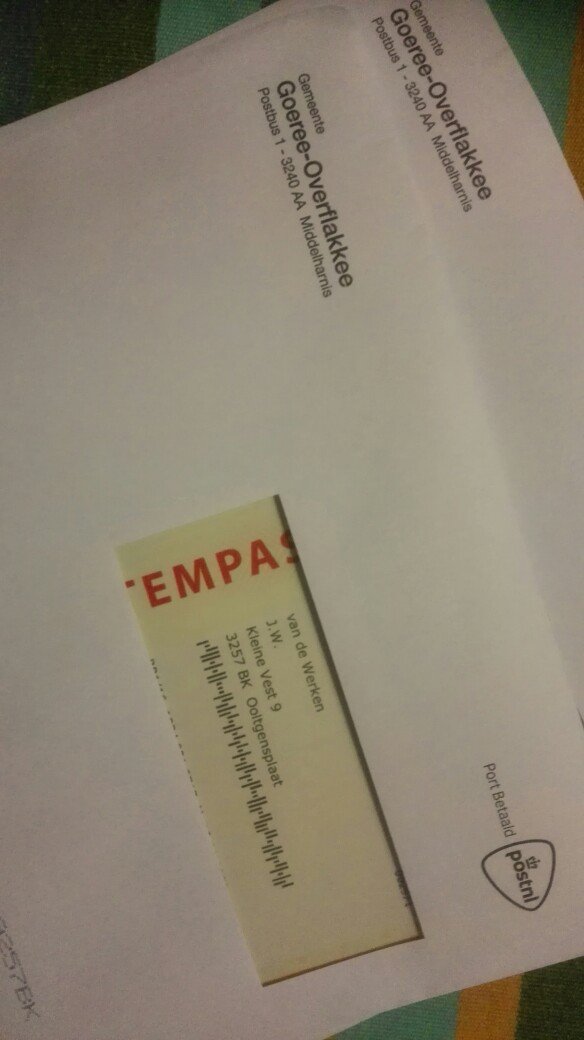 Gemeente
Goeree-Overflakkee
Postbus 1 - 3240 AA Middelharnis
Gemeente
Goeree-Overflakkee
Postbus 1 - 3240 AA Middelharnis
Port Betaald
postnl
TEMPAS
van de Werken
J.W.
Kleine Vest 9
3257 BK Ooltgensplaat
3257BK